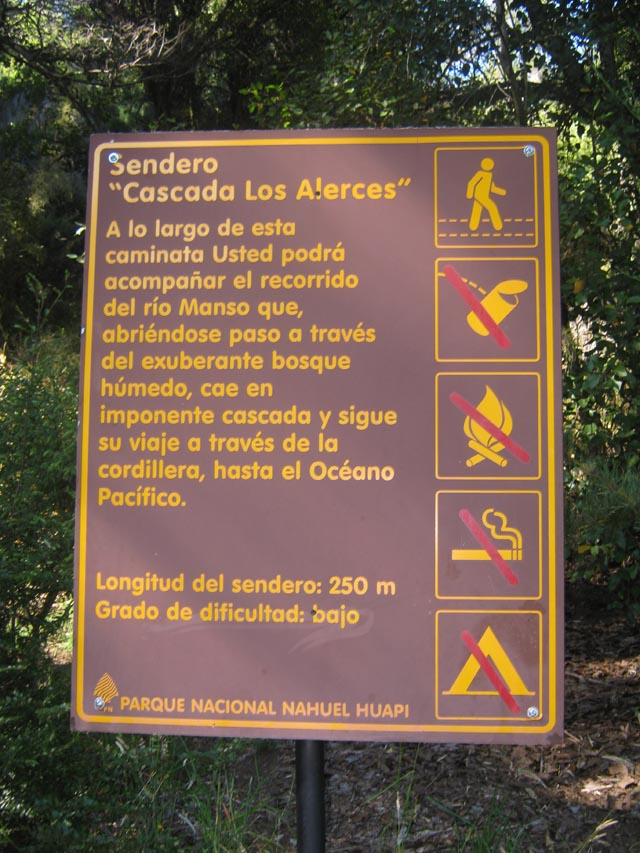 Sendero
"Cascada Los Alerces"
A lo largo de esta
caminata Usted podrá
acompañar el recorrido
del río Manso que,
abriéndose paso a través
del exuberante bosque
húmedo, cae en
imponente cascada y sigue
su viaje a través de la
cordillera, hasta el Océano
Pacífico.
Longitud del sendero: 250 m
Grado de dificultad: bajo
PARQUE NACIONAL NAHUEL HUAPI